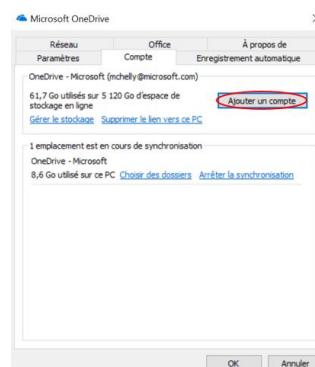 Microsoft OneDrive
Réseau Office À propos de
Paramètres Compte Enregistrement automatique
OneDrive - Microsoft (mchelly@microsoft.com)
61,7 Go utilisés sur 5 120 Go d'espace de
stockage en ligne
Ajouter un compte
Gérer le stockage Supprimer le lien vers ce PC
1 emplacement est en cours de synchronisation
OneDrive - Microsoft
8,6 Go utilisé sur ce PC Choisir des dossiers Arrêter la synchronisation
OK Annuler